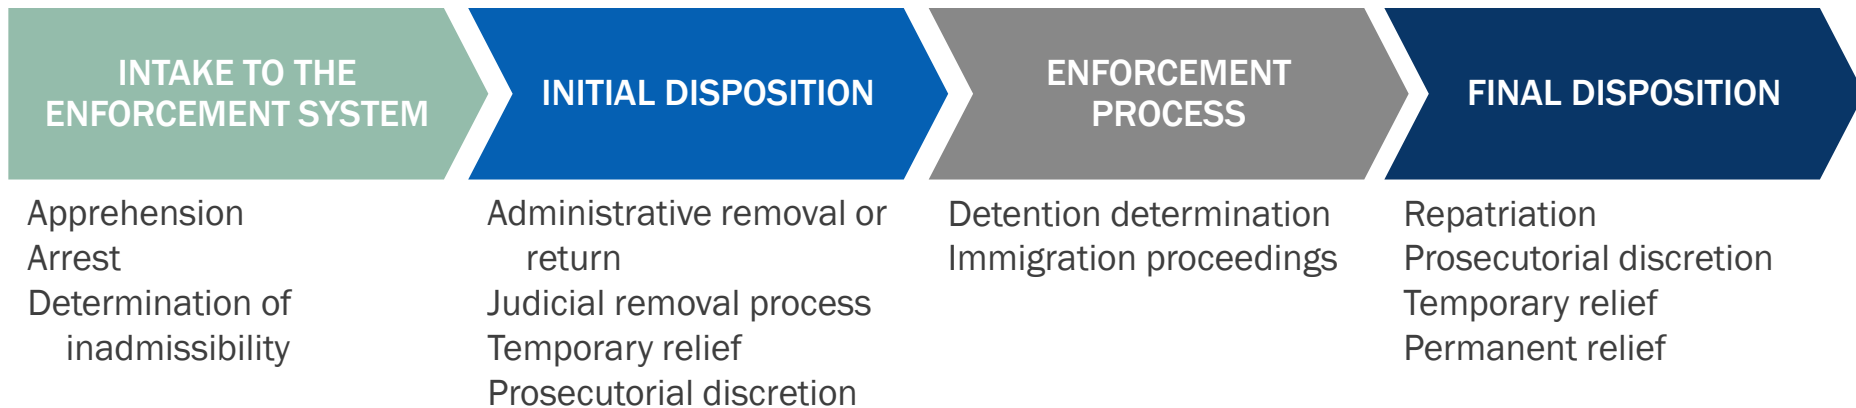 INTAKE TO THE
ENFORCEMENT SYSTEM
Apprehension
Arrest
Determination of
inadmissibility
INITIAL DISPOSITION
Administrative removal or
return
Judicial removal process
Temporary relief
Prosecutorial discretion
ENFORCEMENT
PROCESS
Detention determination
Immigration proceedings
FINAL DISPOSITION
Repatriation
Prosecutorial discretion
Temporary relief
Permanent relief